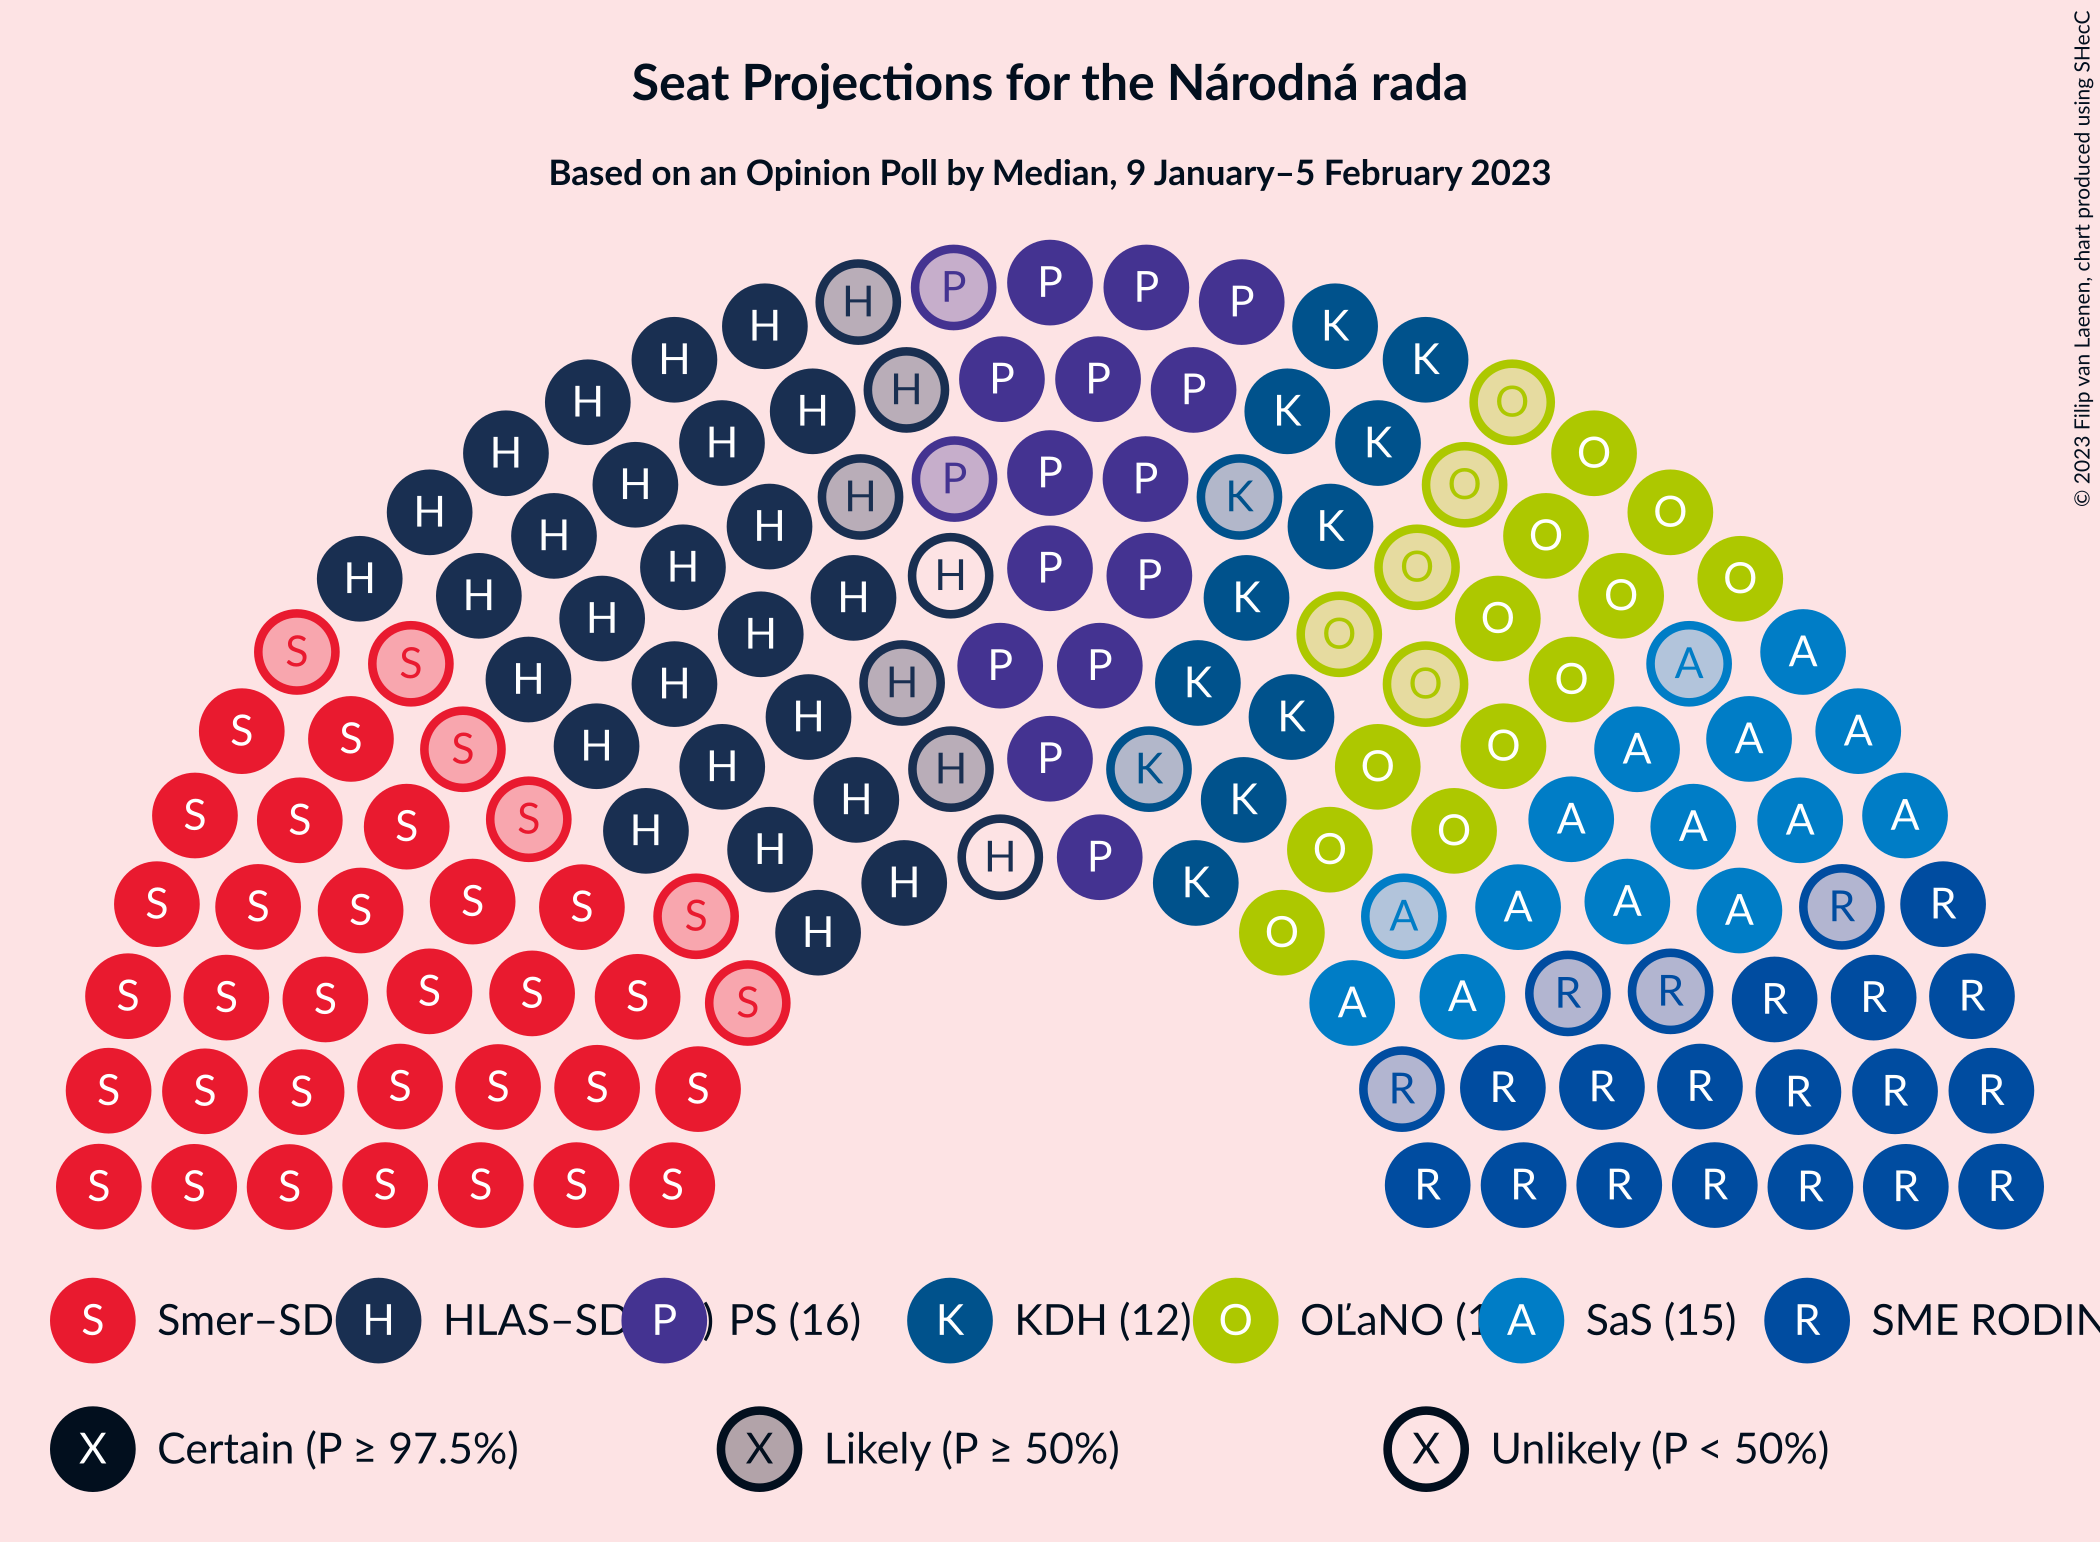 Seat Projections for the Národná rada
Based on an Opinion Poll by Median, 9 January–5 February 2023
© 2023 Filip van Laenen, chart produced using SHecC
H P P P P
H K
H K
H P P P O
H H K O
H H K O
H H P P P K O O
H H K O O
H H H P P K O O
S H H H K O O A
S S H H H P P K O O A
S S S H H H P K K O O A A A
S S S S H H H H P K O O A A A A
S S S S S S H H K O A A A A R R
S S S S S S S A A R R R R R
S S S S S S S R R R R R R R
S S S S S S S R R R R R R R
S Smer–SD H HLAS–SD P ) PS (16) K KDH (12) O OĽaNO (1 A SaS (15) R SME RODIN
X Certain (P ≥ 97.5%) X Likely (P ≥ 50%) X Unlikely (P < 50%)